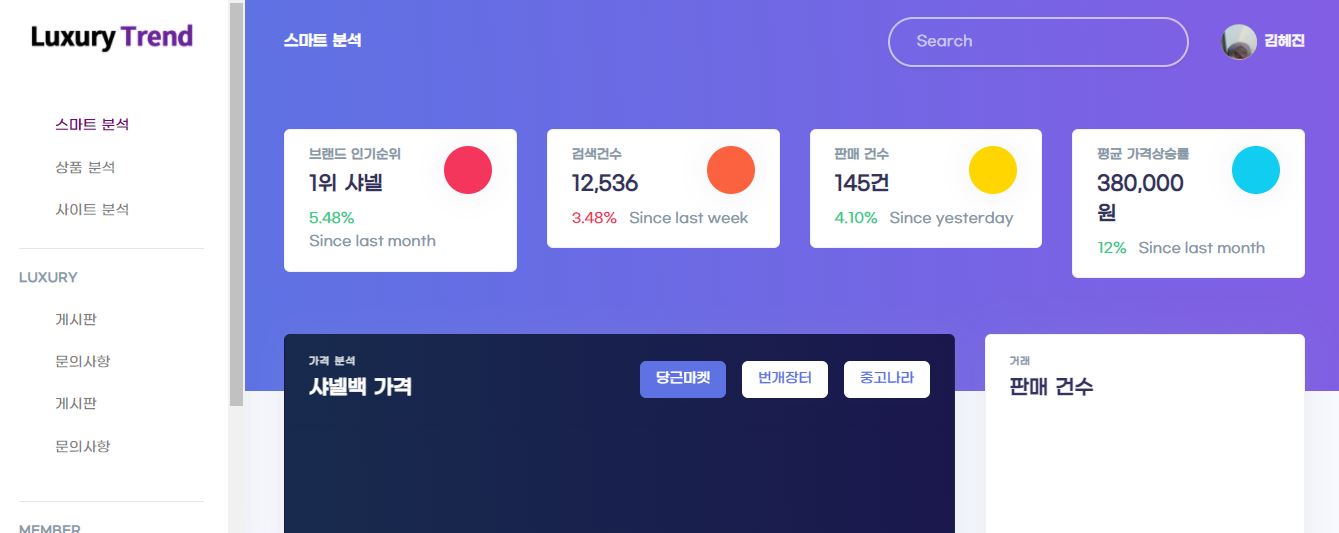 Luxury Trend
스마트 분석
상품 분석
사이트 분석
LUXURY
게시판
문의사항
게시판
문의사항
MEMBER
스마트 분석
Search
김혜진
브랜드 인기순위
1위 샤넬
5.48%
Since last month
검색건수
12,536
3.48% Since last week
판매 건수
145건
4.10% Since yesterday
평균 가격상승률
380,000
원
12% Since last month
가격 분석
샤넬백 가격
당근마켓 번개장터 중고나라
거래
판매 건수